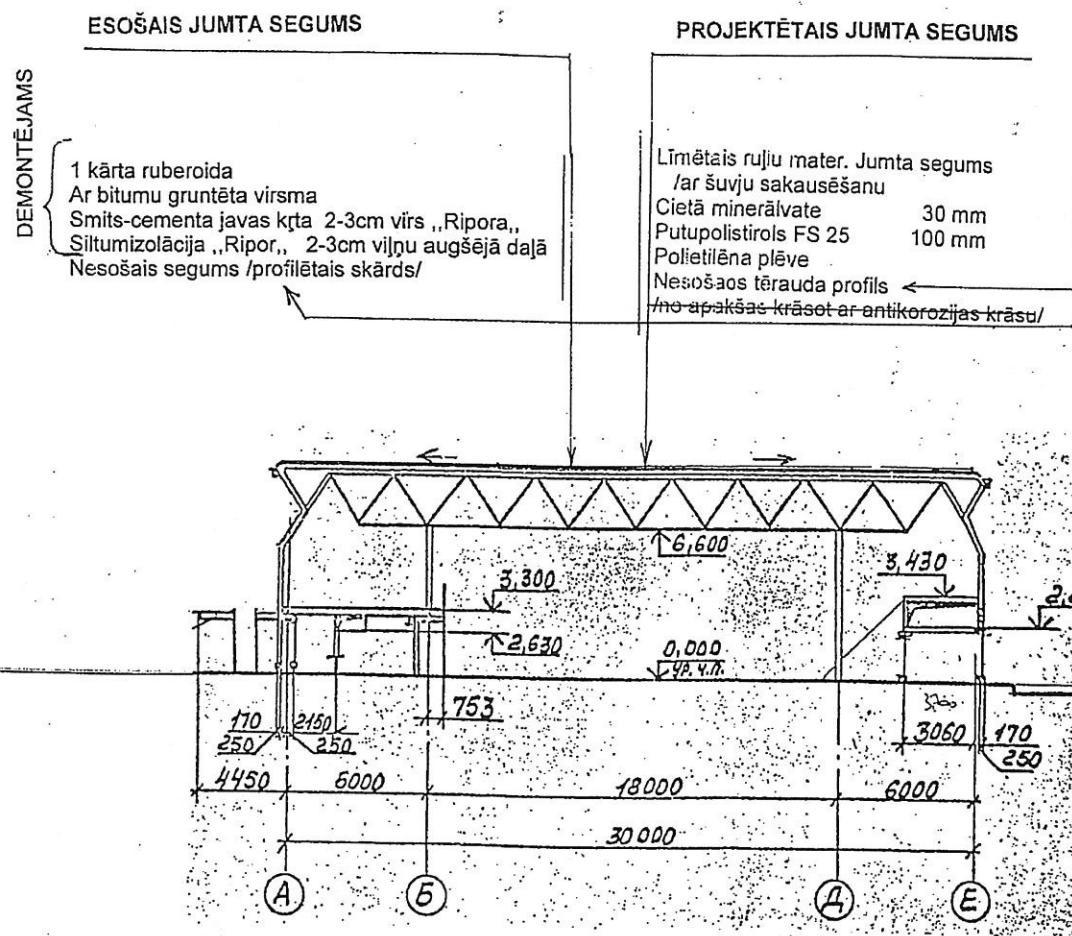 ESOŠAIS JUMTA SEGUMS
PROJEKTĒTAIS JUMTA SEGUMS
DEMONTĒJAMS
1 kārta ruberoida
Ar bitumu gruntēta virsma
Smits-cementa javas kŗta 2-3cm virs ,,Ripora,,
Siltumizolācija ,,Ripor,, 2-3cm viļņu augšējā daļā
Nesošais segums /profilētais skārds/
Līmētais ruļļu mater. Jumta segums
/ar šuvju sakausēšanu
Cietā minerālvate 30 mm
Putupolistirols FS 25 100 mm
Polietilēna plēve
Nesošaos tērauda profils
/no apakšas krāsot ar antikorozijas krāsu/
6,600
3,300
3,430
2,630
0,000
ур. ч.п.
753
170
2150
250
250
3060
170
250
4450
6000
18000
6000
30000
А
Б
Д
Е